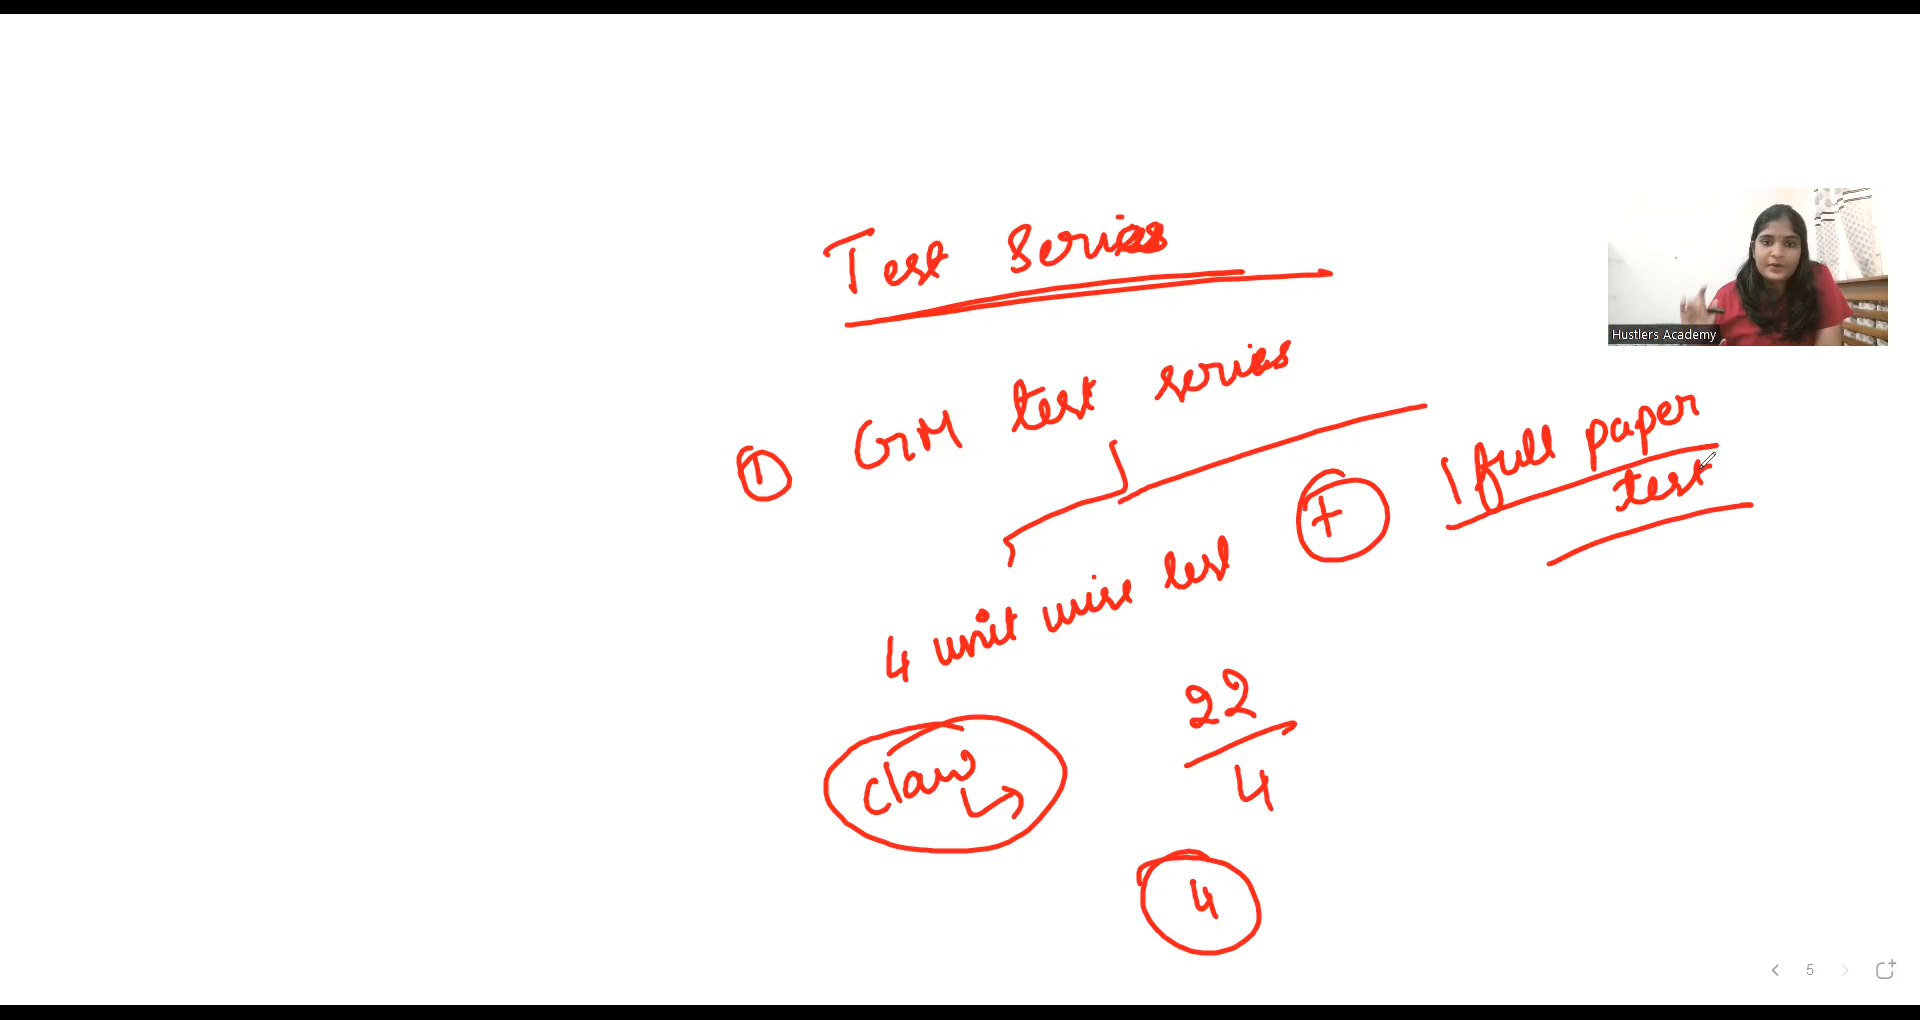 Test Series
Hustlers Academy
① GM test series
1 full paper
test
+
4 unit wise test
22
4
claw
4
5